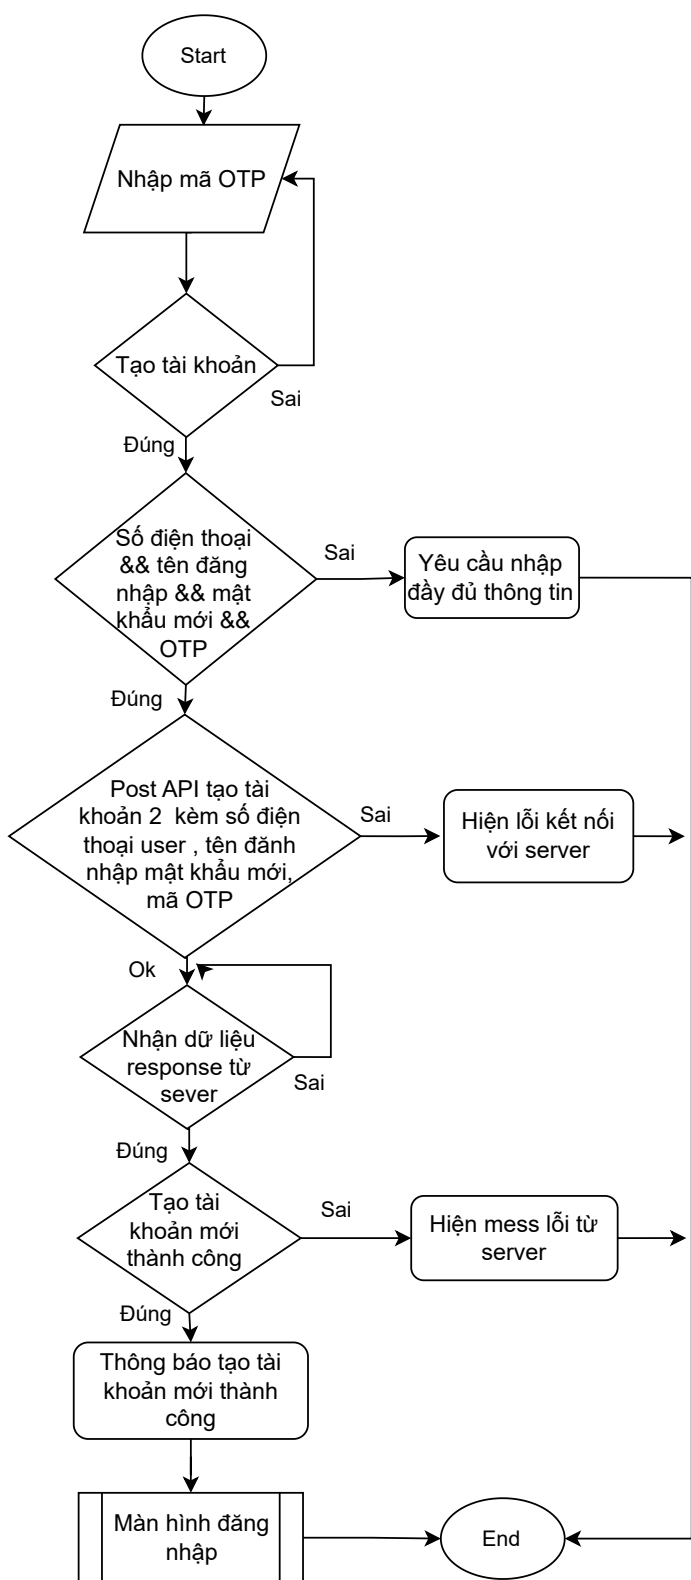 Start
Nhập mã OTP
Tạo tài khoản
Sai
Đúng
Số điện thoại
&& tên đăng
nhập && mật
khẩu mới &&
OTP
Sai
Yêu cầu nhập
đầy đủ thông tin
Đúng
Post API tạo tài
khoản 2 kèm số điện
thoại user , tên đănh
nhập mật khẩu mới,
mã OTP
Sai
Hiện lỗi kết nối
với server
Ok
Nhận dữ liệu
response từ
sever
Sai
Đúng
Tạo tài
khoản mới
thành công
Sai
Hiện mess lỗi từ
server
Đúng
Thông báo tạo tài
khoản mới thành
công
Màn hình đăng
nhập
End